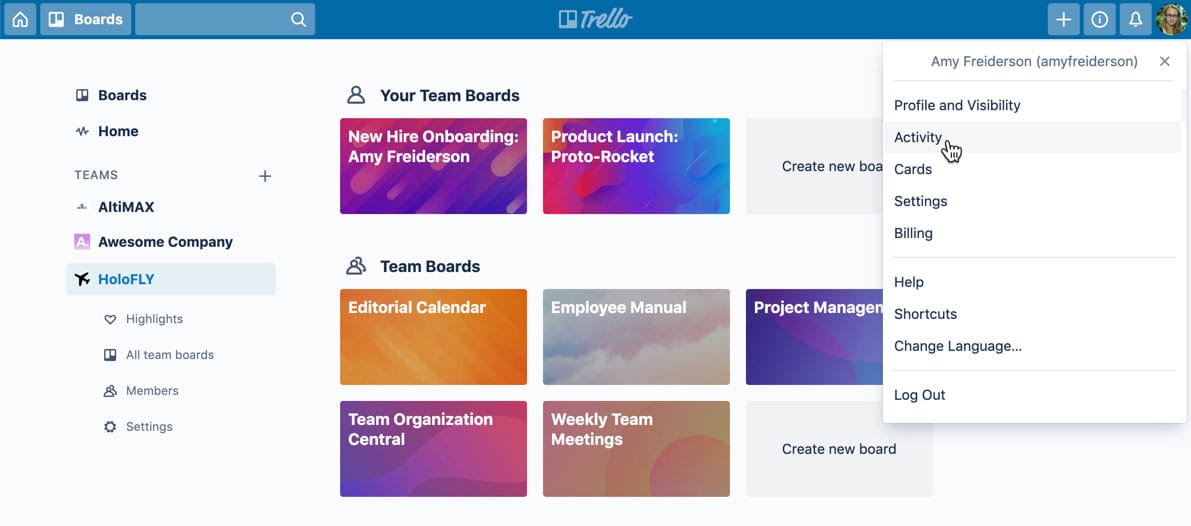 Boards
Trello
Amy Freiderson (amyfreiderson)
Profile and Visibility
Activity
Cards
Settings
Billing
Help
Shortcuts
Change Language...
Log Out
Boards
Home
TEAMS
AltiMAX
A.
Awesome Company
HoloFLY
Highlights
All team boards
Members
Settings
Your Team Boards
New Hire Onboarding:
Amy Freiderson
Product Launch:
Proto-Rocket
Create new boa
Team Boards
Editorial Calendar
Employee Manual
Project Managem
Team Organization
Central
Weekly Team
Meetings
Create new board